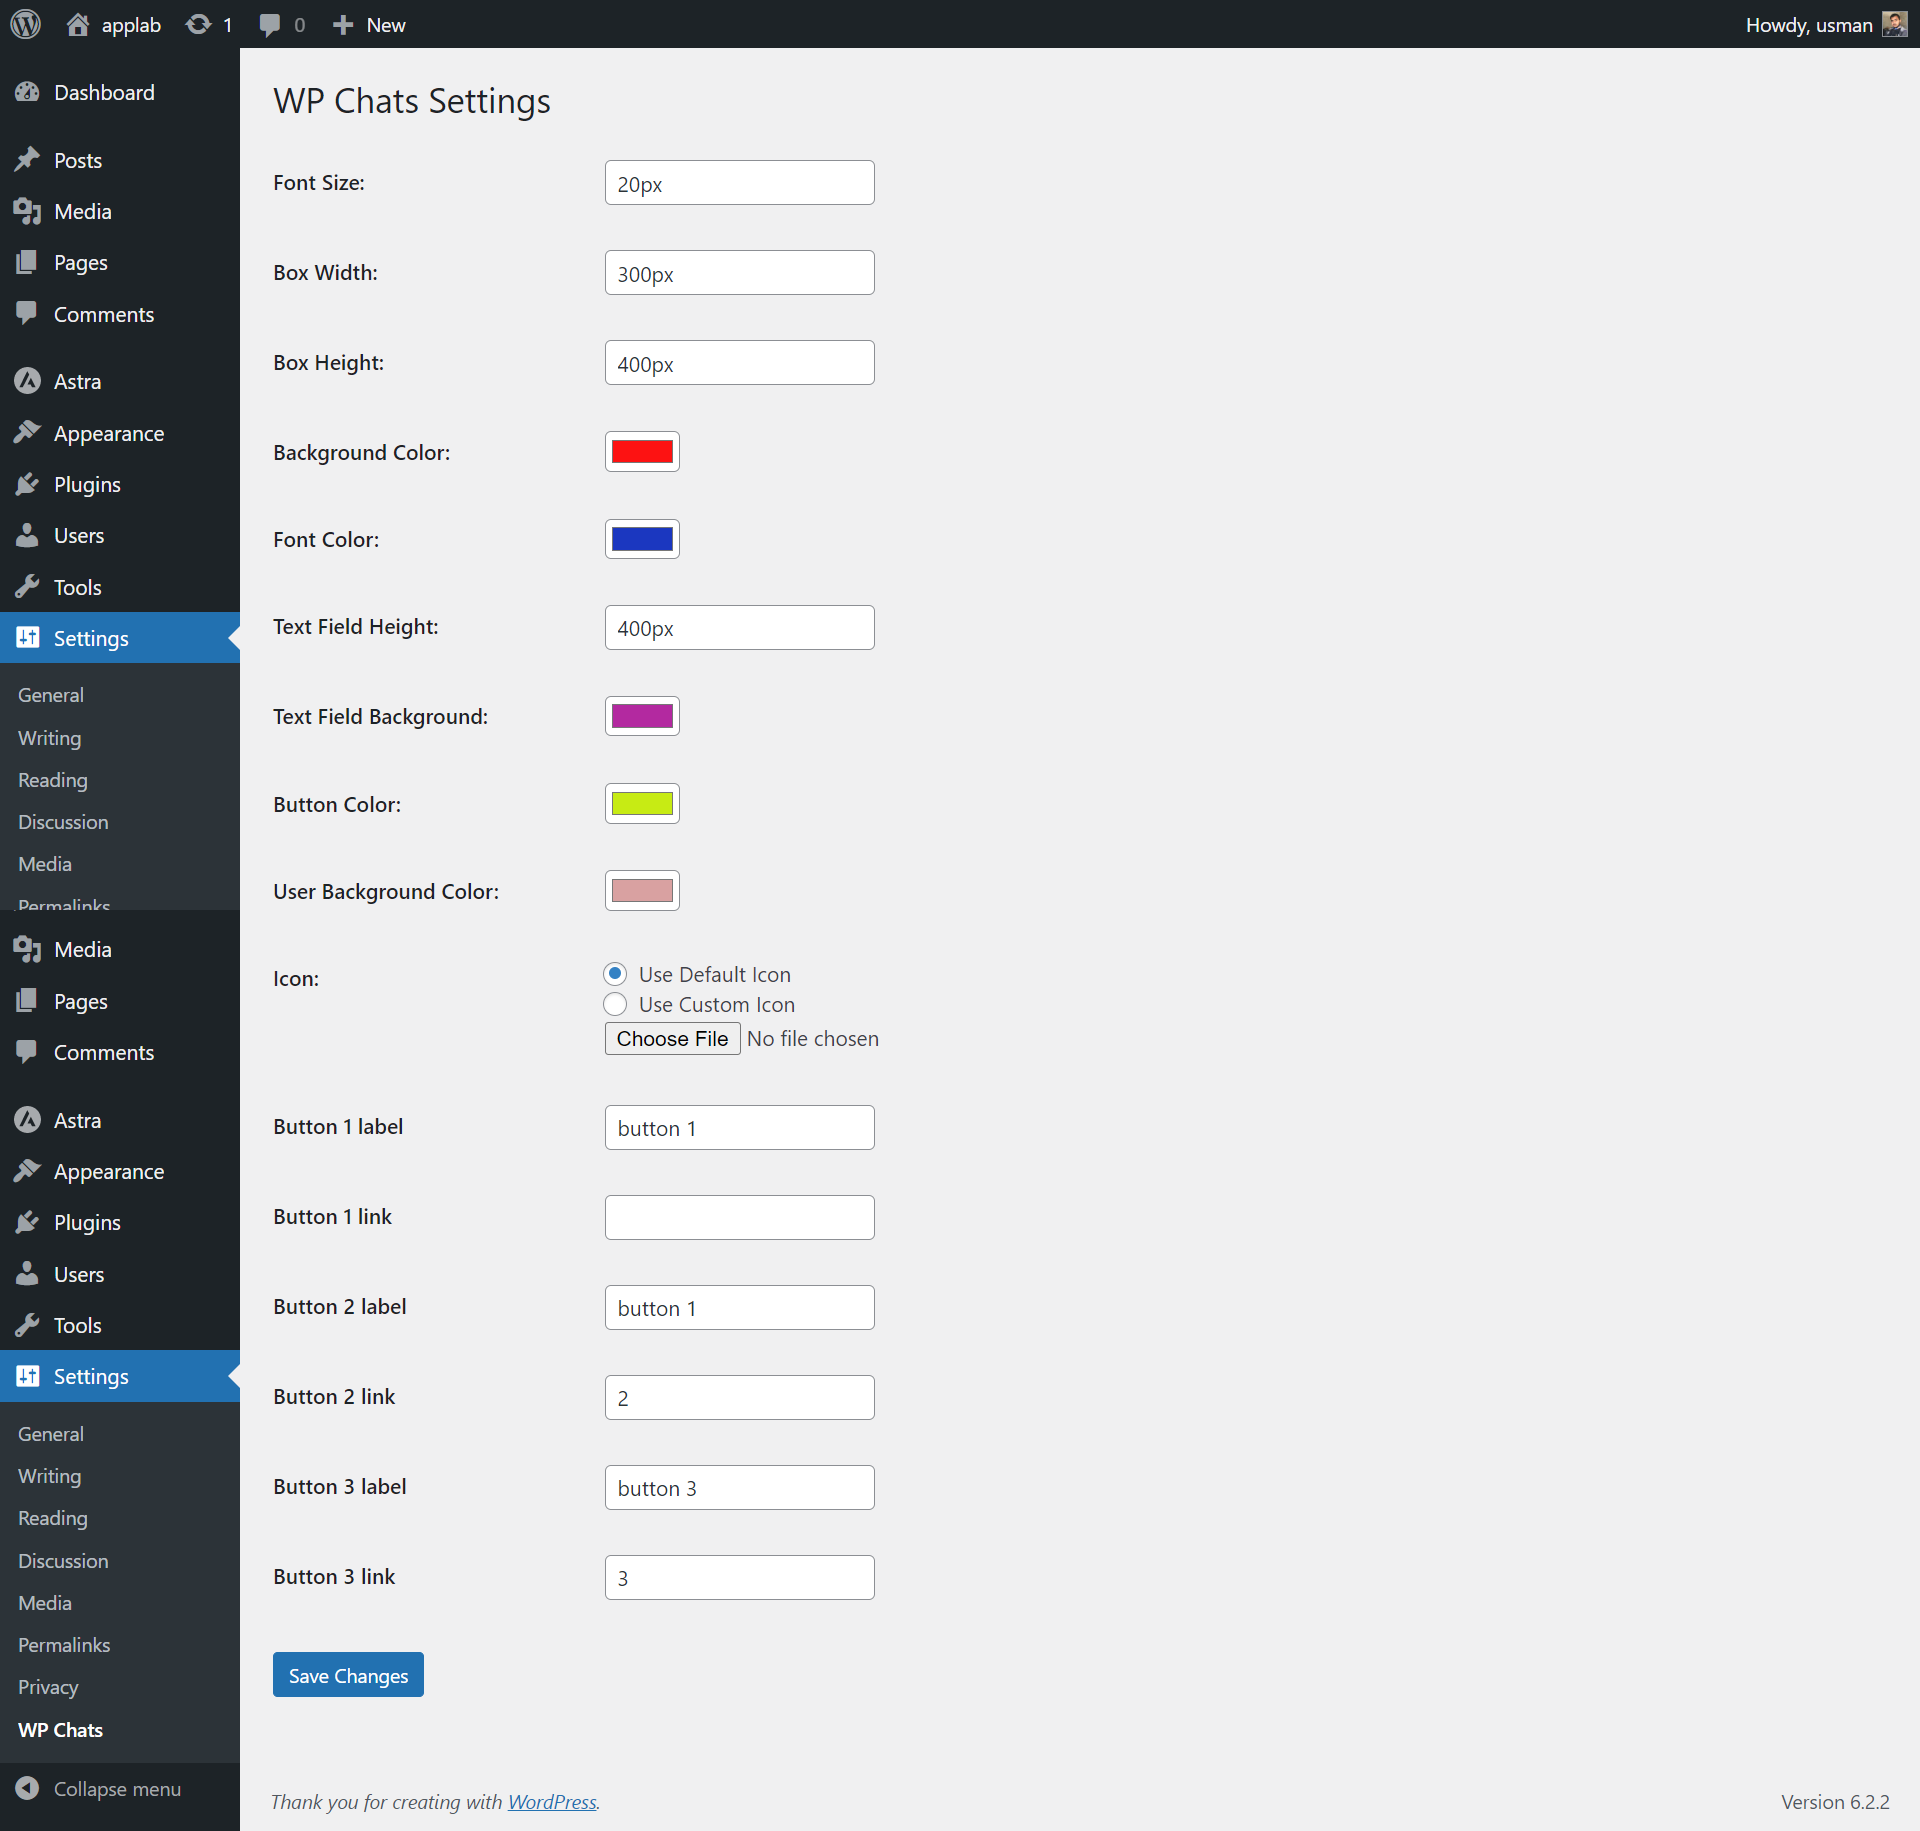 applab 1 0 New Howdy, usman
Dashboard
Posts
Media
Pages
Comments
Astra
Appearance
Plugins
Users
Tools
Settings
General
Writing
Reading
Discussion
Media
Permalinks
Media
Pages
Comments
Astra
Appearance
Plugins
Users
Tools
Settings
General
Writing
Reading
Discussion
Media
Permalinks
Privacy
WP Chats
Collapse menu
WP Chats Settings
Font Size: 20px
Box Width: 300px
Box Height: 400px
Background Color:
Font Color:
Text Field Height: 400px
Text Field Background:
Button Color:
User Background Color:
Icon: Use Default Icon
Use Custom Icon
Choose File No file chosen
Button 1 label button 1
Button 1 link
Button 2 label button 1
Button 2 link 2
Button 3 label button 3
Button 3 link 3
Save Changes
Thank you for creating with WordPress. Version 6.2.2